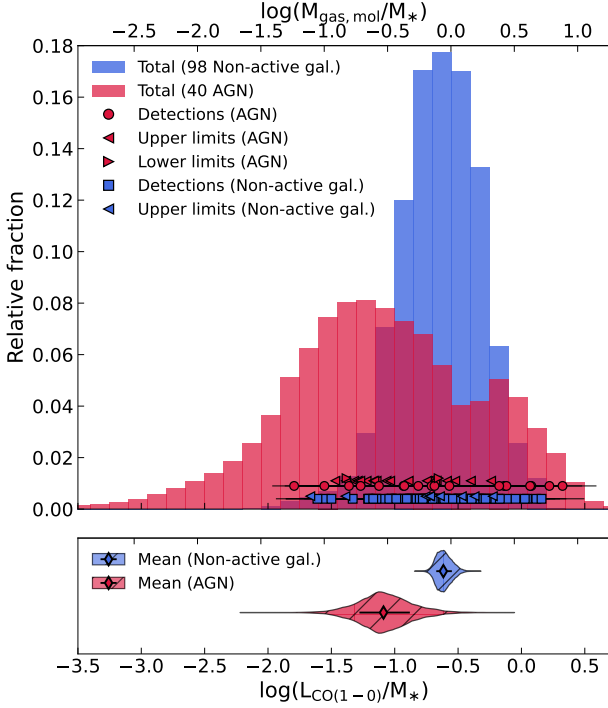 log(M_gas, mol/M_*)
−2.5 −2.0 −1.5 −1.0 −0.5 0.0 0.5 1.0
0.18
0.16
0.14
0.12
0.10
0.08
0.06
0.04
0.02
0.00
Relative fraction
Total (98 Non-active gal.)
Total (40 AGN)
Detections (AGN)
Upper limits (AGN)
Lower limits (AGN)
Detections (Non-active gal.)
Upper limits (Non-active gal.)
Mean (Non-active gal.)
Mean (AGN)
−3.5 −3.0 −2.5 −2.0 −1.5 −1.0 −0.5 0.0 0.5
log(L_CO(1−0)/M_*)